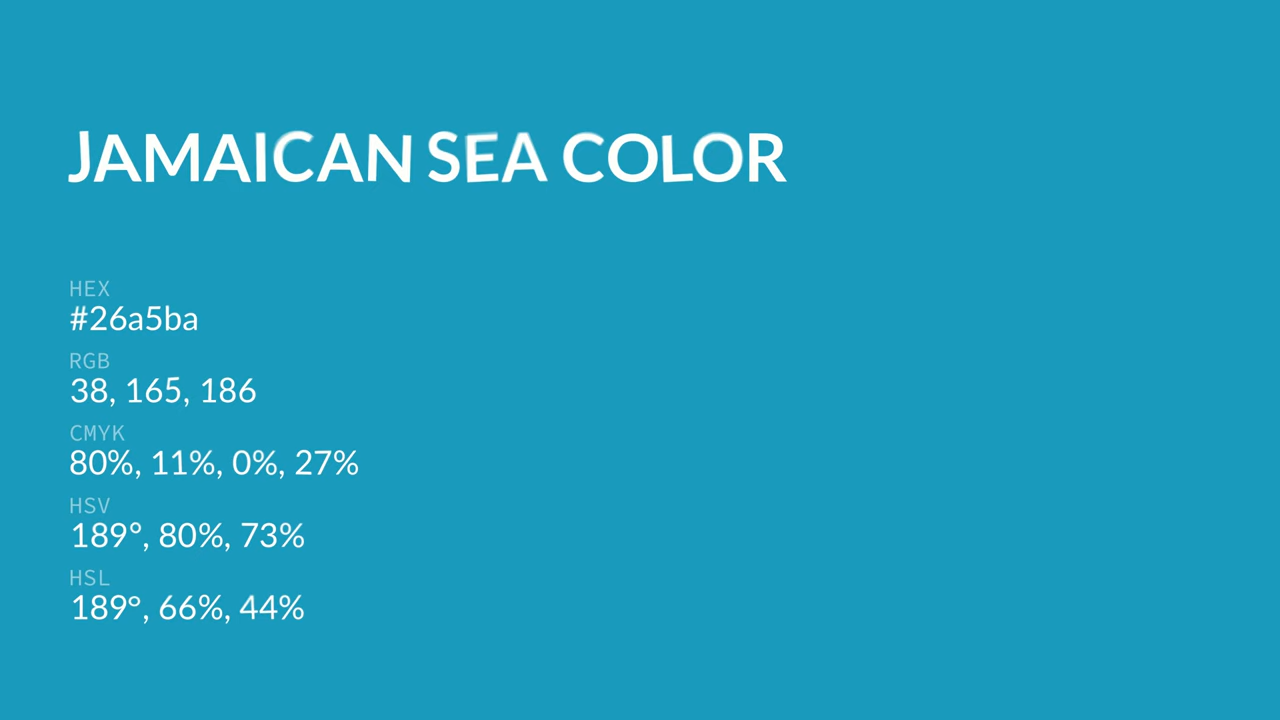 JAMAICAN SEA COLOR
HEX
#26a5ba
RGB
38, 165, 186
CMYK
80%, 11%, 0%, 27%
HSV
189°, 80%, 73%
HSL
189°, 66%, 44%